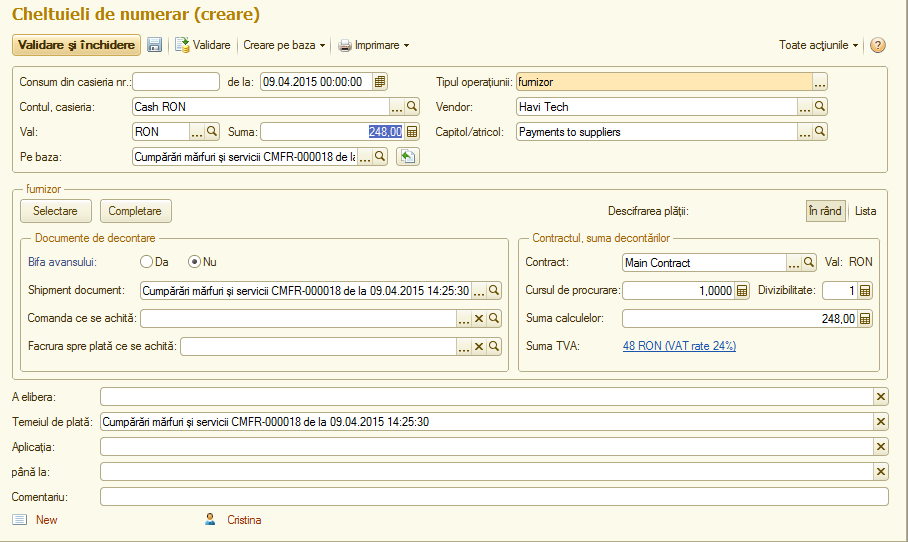 Cheltuieli de numerar (creare)
Validare și închidere Validare Creare pe baza Imprimare Toate acțiunile ?
Consum din casieria nr.: de la: 09.04.2015 00:00:00 Tipul operațiunii: furnizor ...
Contul, casieria: Cash RON ... Vendor: Havi Tech ...
Val: RON ... Suma: 248,00 Capitol/atricol: Payments to suppliers ...
Pe baza: Cumpărări mărfuri și servicii CMFR-000018 de la ...
furnizor
Selectare Completare Descifrarea plății: În rând Lista
Documente de decontare Contractul, suma decontărilor
Bifa avansului: Da Nu Contract: Main Contract ... Val: RON
Shipment document: Cumpărări mărfuri și servicii CMFR-000018 de la 09.04.2015 14:25:30 ... Cursul de procurare: 1,0000 Divizibilitate: 1
Comanda ce se achită: ... Suma calculelor: 248,00
Facrura spre plată ce se achită: ... Suma TVA: 48 RON (VAT rate 24%)
A elibera:
Temeiul de plată: Cumpărări mărfuri și servicii CMFR-000018 de la 09.04.2015 14:25:30
Aplicația:
până la:
Comentariu:
New Cristina